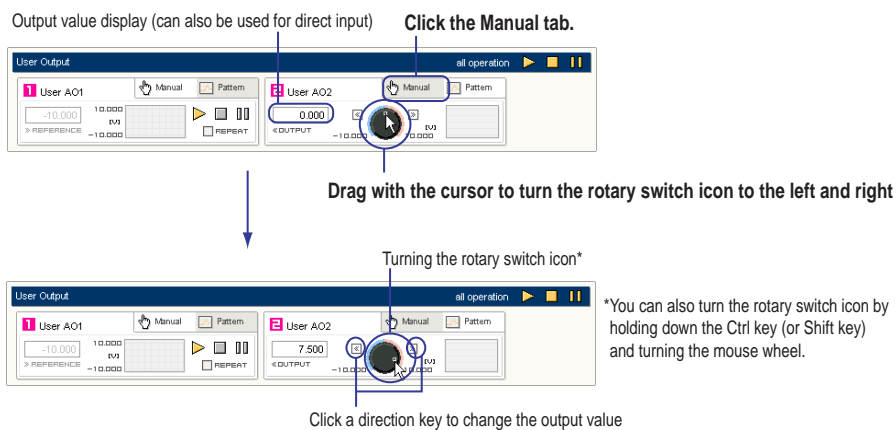 Output value display (can also be used for direct input)
Click the Manual tab.
User Output
all operation
1 User AO1
Manual
Pattern
2 User AO2
Manual
Pattern
-10.000
10.000
[V]
-10.000
» REFERENCE
REPEAT
0.000
« OUTPUT
-10.000
[V]
10.000
Drag with the cursor to turn the rotary switch icon to the left and right
Turning the rotary switch icon*
User Output
all operation
1 User AO1
Manual
Pattern
2 User AO2
Manual
Pattern
-10.000
10.000
[V]
-10.000
» REFERENCE
REPEAT
7.500
« OUTPUT
-10.000
[V]
10.000
*You can also turn the rotary switch icon by
holding down the Ctrl key (or Shift key)
and turning the mouse wheel.
Click a direction key to change the output value